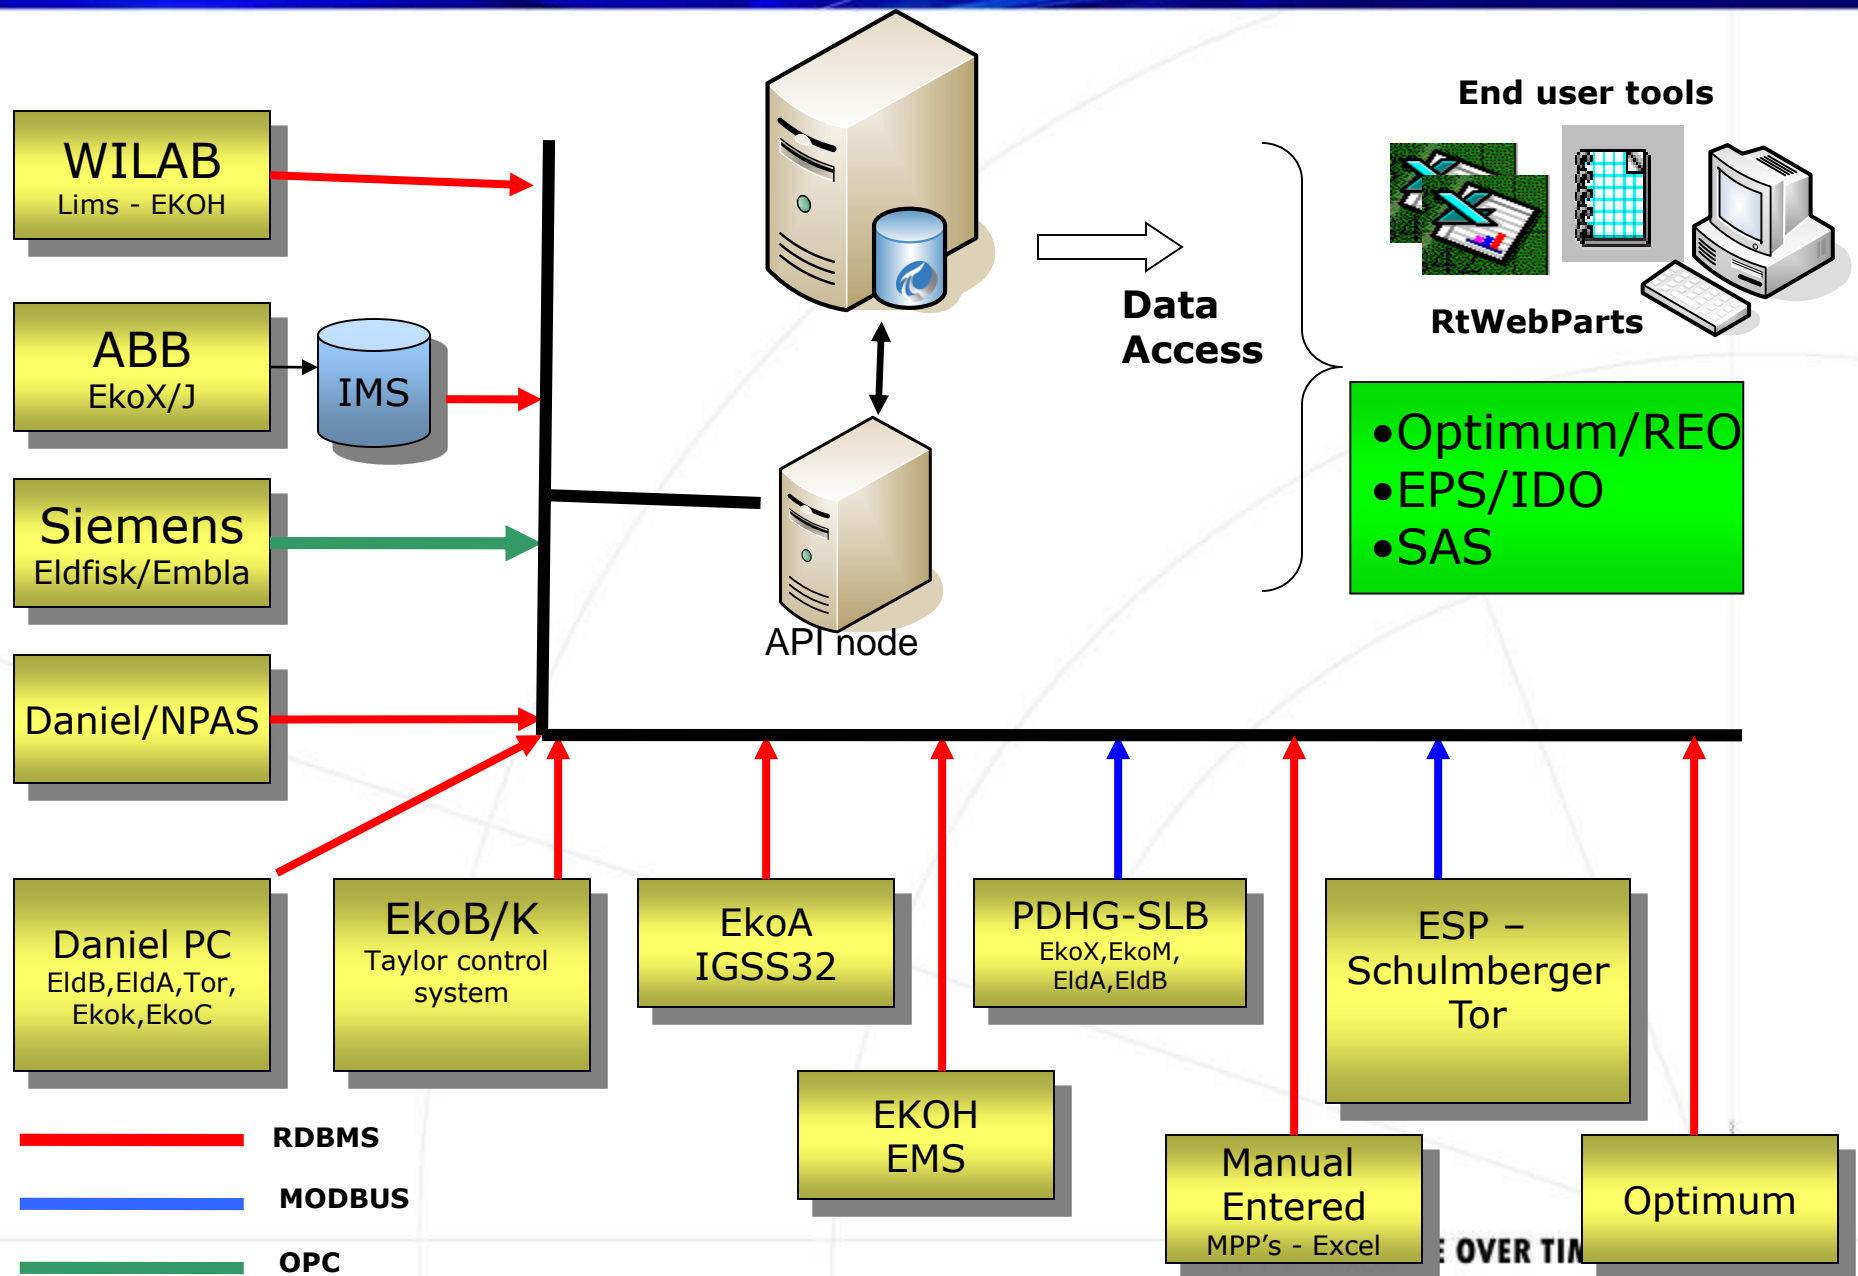 End user tools
WILAB
Lims - EKOH
Data
Access
RtWebParts
ABB
EkoX/J
IMS
•Optimum/REO
•EPS/IDO
•SAS
Siemens
Eldfisk/Embla
API node
Daniel/NPAS
Daniel PC
EldB,EldA,Tor,
Ekok,EkoC
EkoB/K
Taylor control
system
EkoA
IGSS32
PDHG-SLB
EkoX,EkoM,
EldA,EldB
ESP –
Schulmberger
Tor
EKOH
EMS
Manual
Entered
MPP's - Excel
Optimum
RDBMS
MODBUS
OPC
OVER